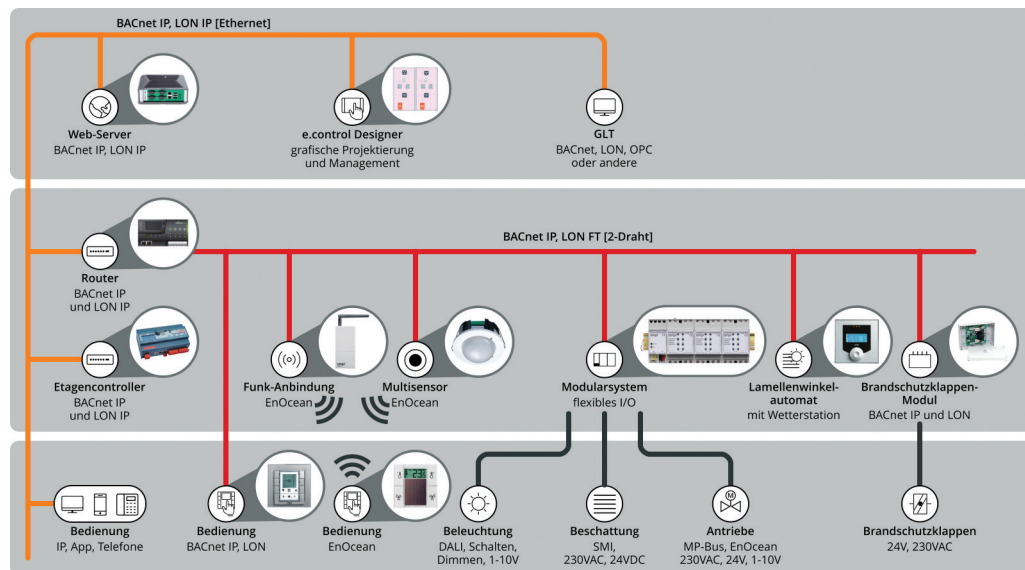 BACnet IP, LON IP [Ethernet]
Web-Server
BACnet IP, LON IP
e.control Designer
grafische Projektierung
und Management
GLT
BACnet, LON, OPC
oder andere
BACnet IP, LON FT [2-Draht]
Router
BACnet IP
und LON IP
Etagencontroller
BACnet IP
und LON IP
Funk-Anbindung
EnOcean
Multisensor
EnOcean
Modularsystem
flexibles I/O
Lamellenwinkel-
automat
mit Wetterstation
Brandschutzklappen-
Modul
BACnet IP und LON
Bedienung
IP, App, Telefone
Bedienung
BACnet IP, LON
Bedienung
EnOcean
Beleuchtung
DALI, Schalten,
Dimmen, 1-10V
Beschattung
SMI,
230VAC, 24VDC
M
Antriebe
MP-Bus, EnOcean
230VAC, 24V, 1-10V
Brandschutzklappen
24V, 230VAC